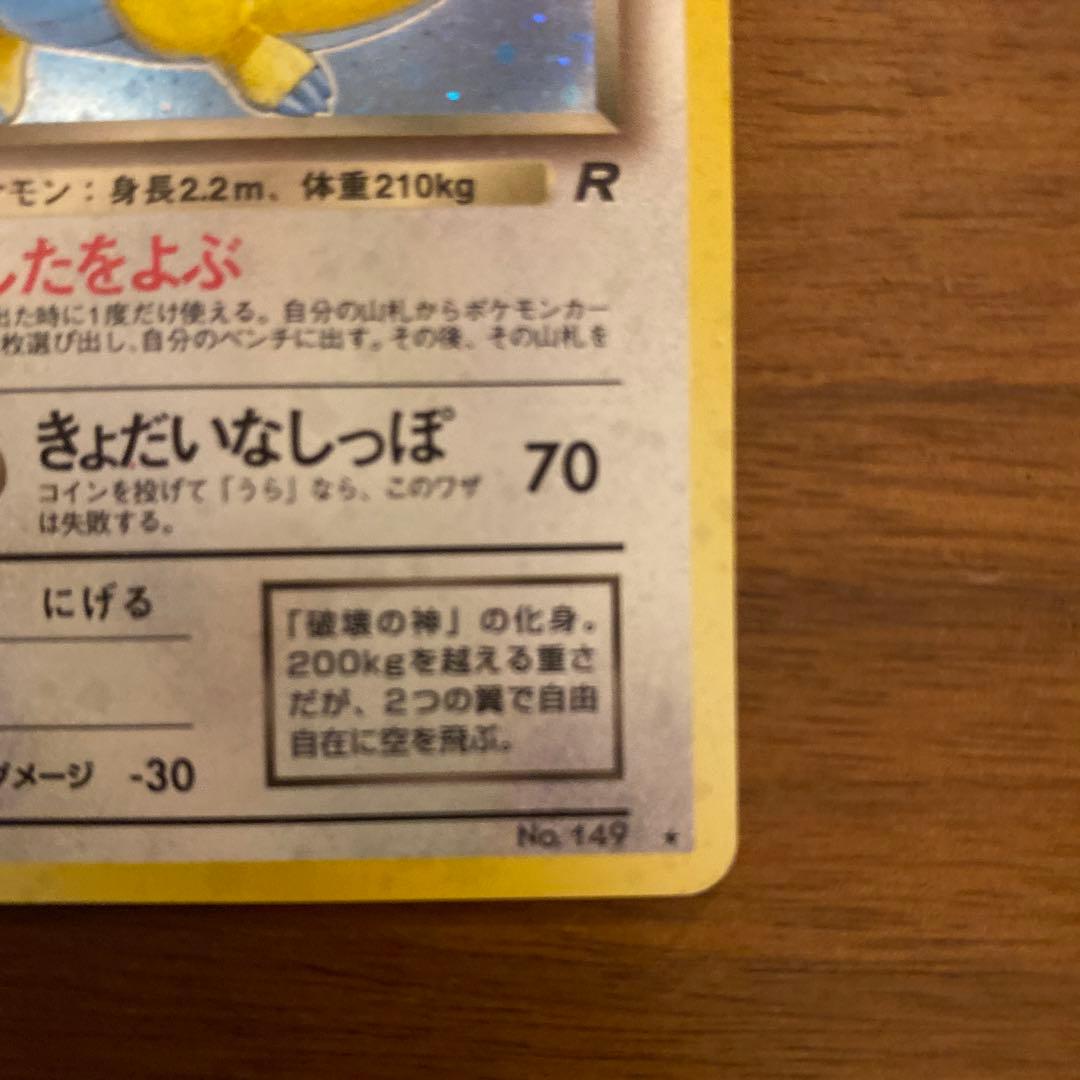 ケモン:身長2.2m、体重210kg R
したをよぶ
出た時に1度だけ使える。自分の山札からポケモンカー
枚選び出し、自分のベンチに出す。その後、その山札を
きょだいなしっぽ 70
コインを投げて「うら」なら、このワザ
は失敗する。
にげる
「破壊の神」の化身。
200kgを越える重さ
だが、2つの翼で自由
自在に空を飛ぶ。
メージ -30
No. 149 ★